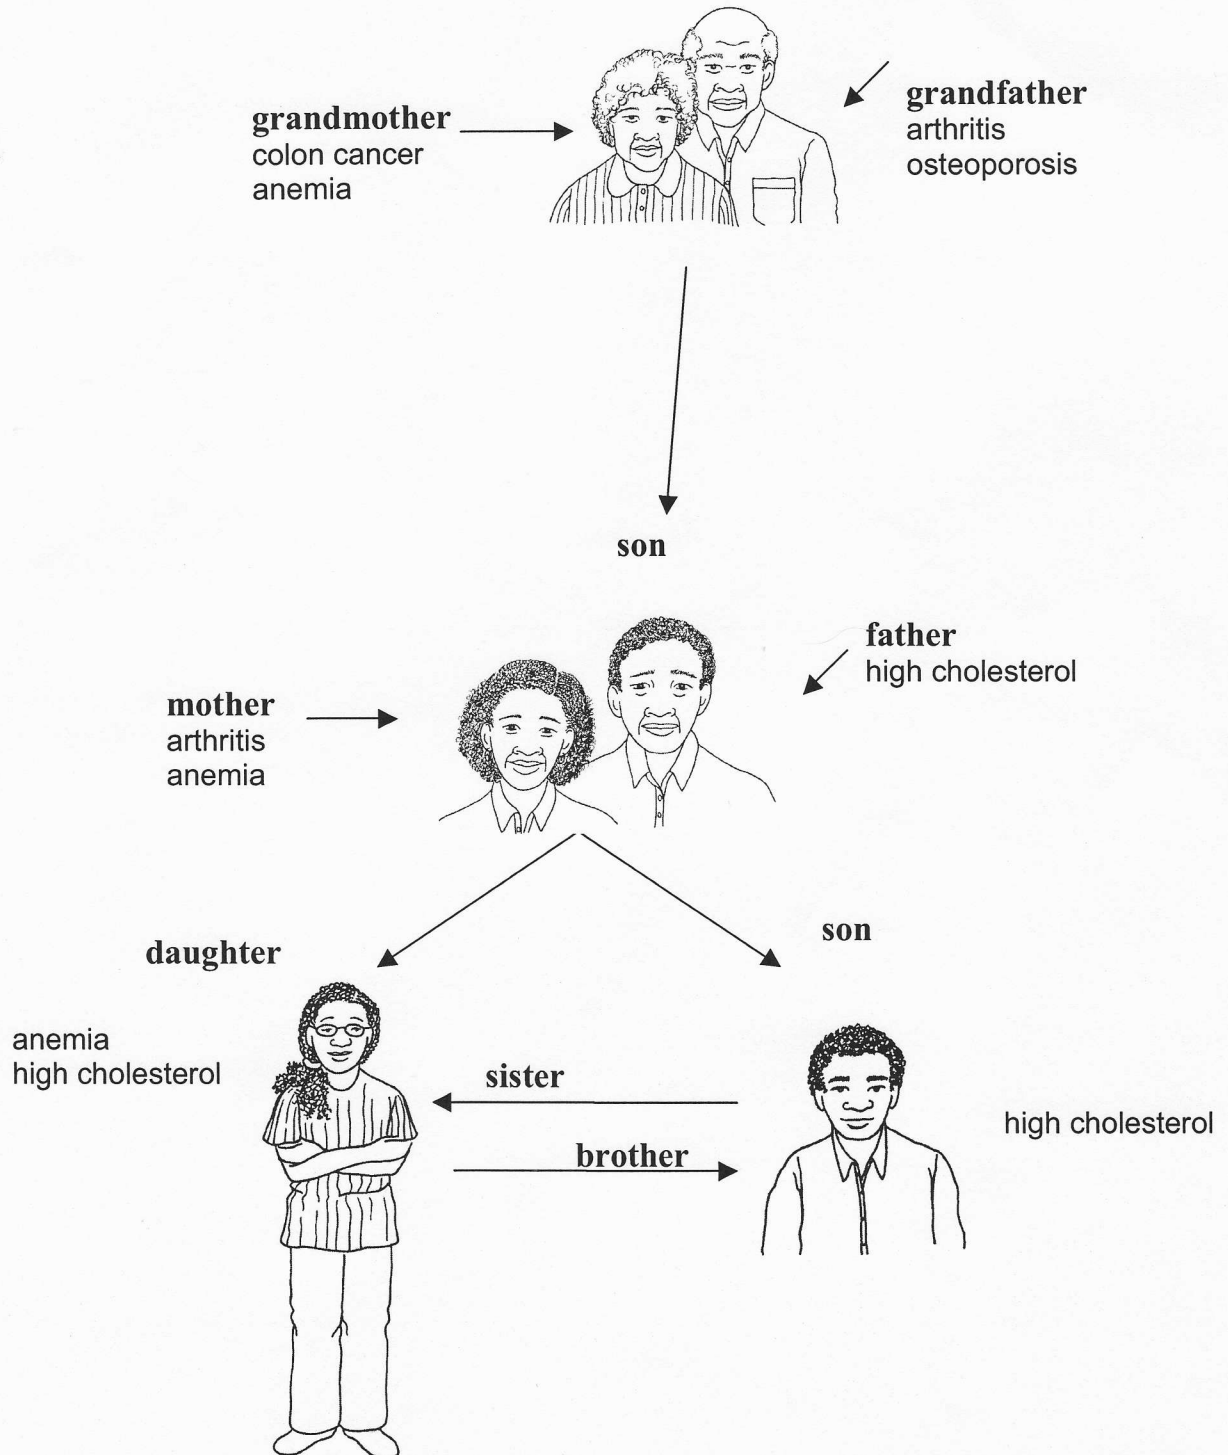 grandmother
colon cancer
anemia
grandfather
arthritis
osteoporosis
son
father
high cholesterol
mother
arthritis
anemia
son
daughter
anemia
high cholesterol
sister
brother
high cholesterol